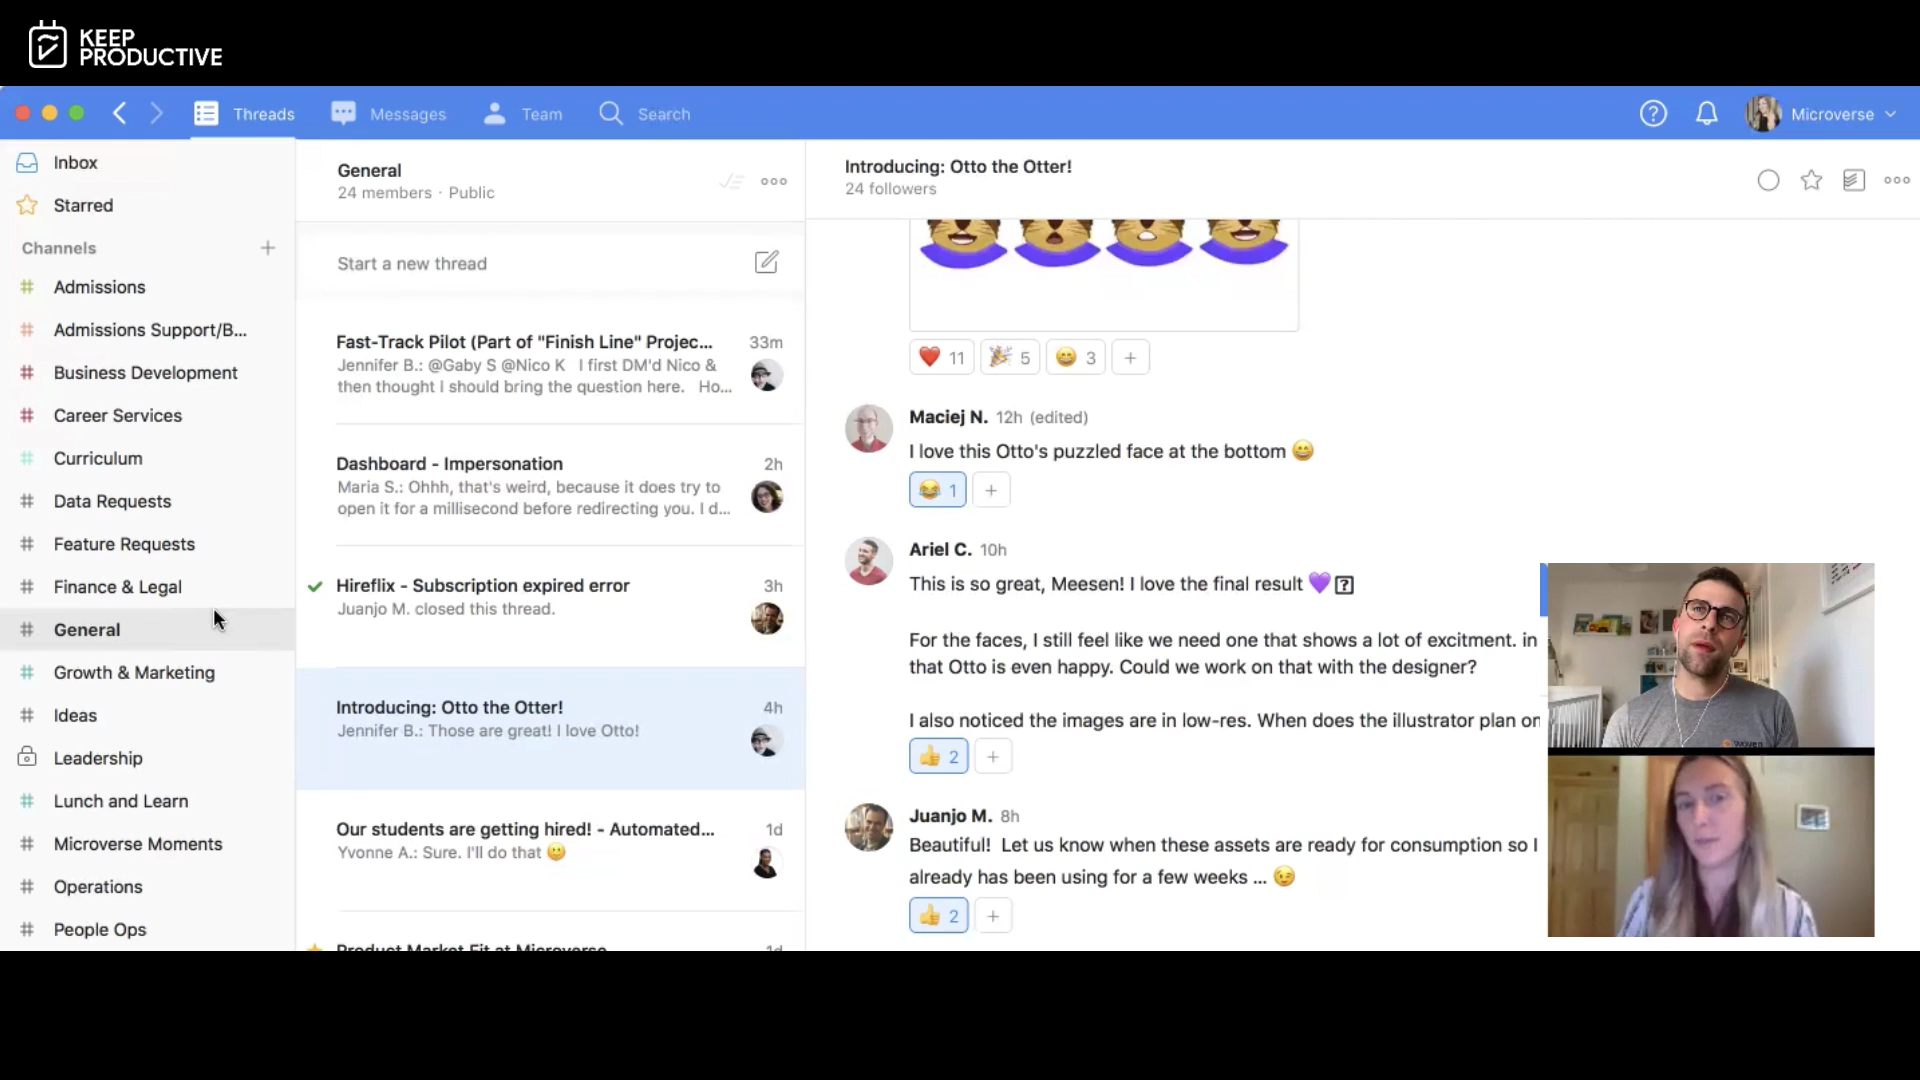 KEEP
PRODUCTIVE
Threads
Messages
Team
Search
Microverse
Inbox
Starred
Channels
Admissions
Admissions Support/B...
Business Development
Career Services
Curriculum
Data Requests
Feature Requests
Finance & Legal
General
Growth & Marketing
Ideas
Leadership
Lunch and Learn
Microverse Moments
Operations
People Ops
General
24 members · Public
Start a new thread
Fast-Track Pilot (Part of "Finish Line" Projec...
33m
Jennifer B.: @Gaby S @Nico K I first DM'd Nico &
then thought I should bring the question here. Ho...
Dashboard - Impersonation
2h
Maria S.: Ohhh, that's weird, because it does try to
open it for a millisecond before redirecting you. I d...
Hireflix - Subscription expired error
3h
Juanjo M. closed this thread.
Introducing: Otto the Otter!
4h
Jennifer B.: Those are great! I love Otto!
Our students are getting hired! - Automated...
1d
Yvonne A.: Sure. I'll do that 🙂
Product Market Fit at Microverse
1d
Introducing: Otto the Otter!
24 followers
❤️ 11 🎉 5 😄 3 +
Maciej N. 12h (edited)
I love this Otto's puzzled face at the bottom 😄
😂 1 +
Ariel C. 10h
This is so great, Meesen! I love the final result 💜 ?
For the faces, I still feel like we need one that shows a lot of excitment. in
that Otto is even happy. Could we work on that with the designer?
I also noticed the images are in low-res. When does the illustrator plan on
👍 2 +
Juanjo M. 8h
Beautiful! Let us know when these assets are ready for consumption so I
already has been using for a few weeks ... 😉
👍 2 +